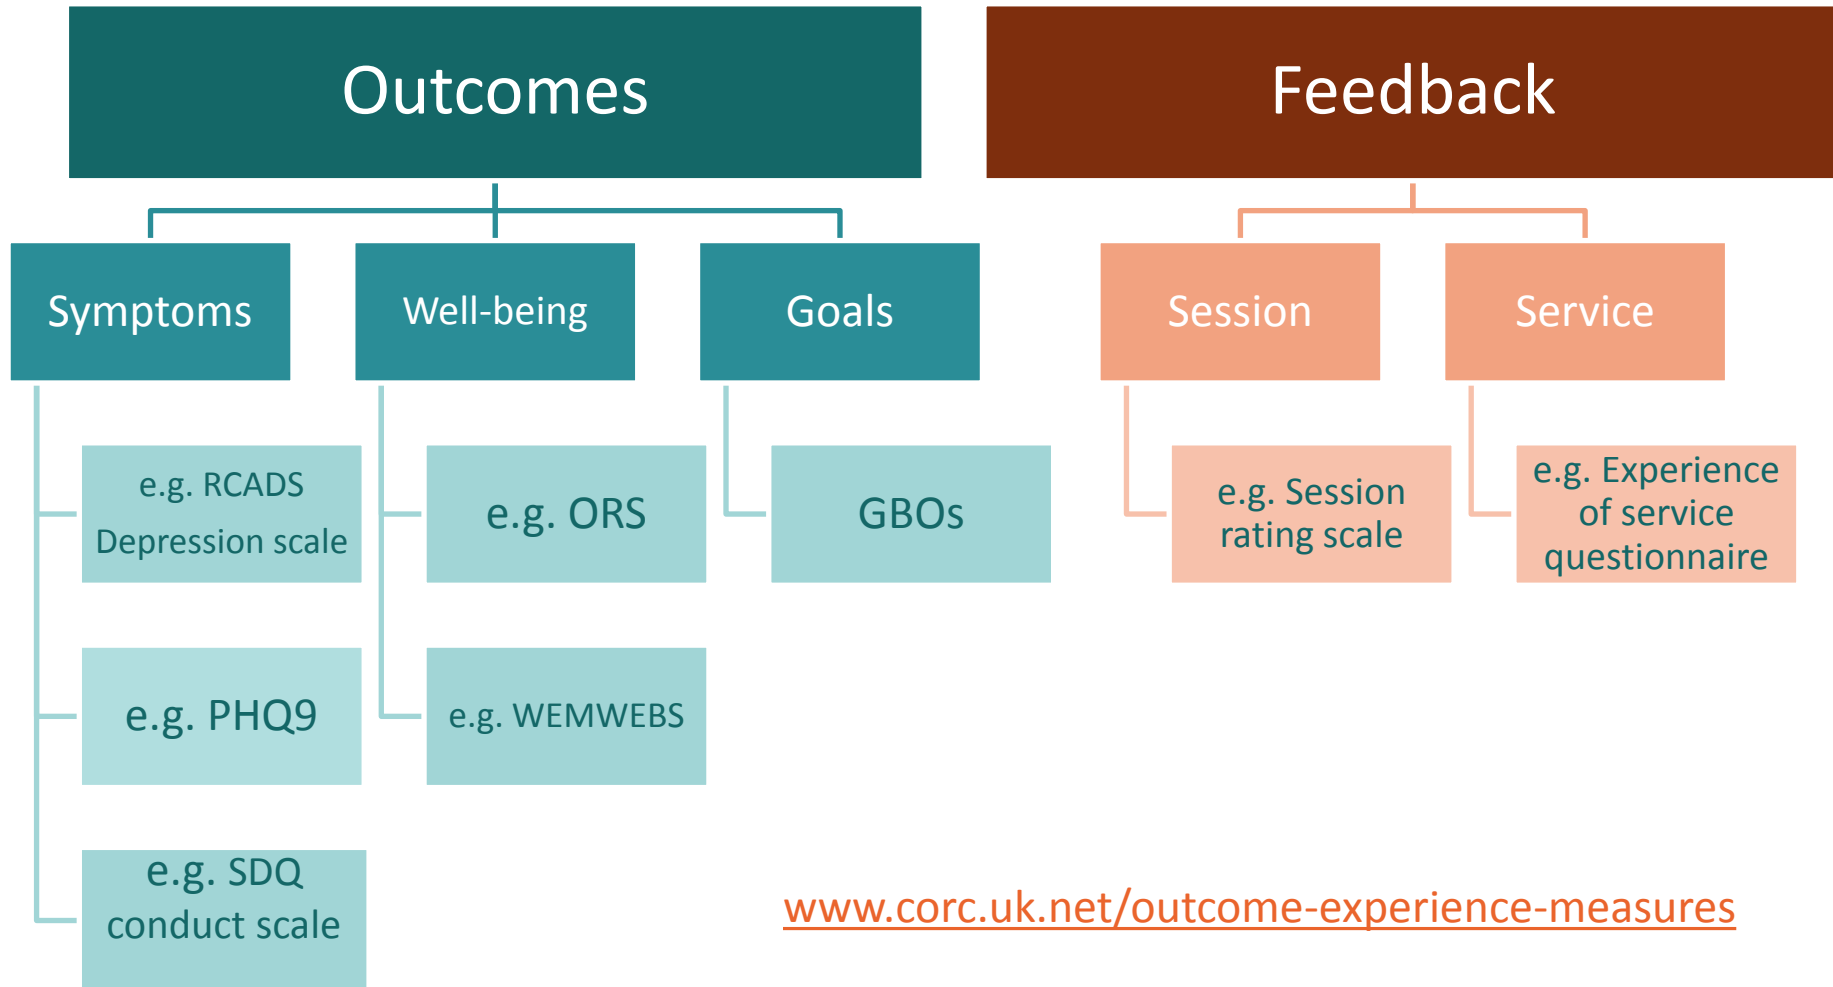 Outcomes
Feedback
Symptoms
Well-being
Goals
Session
Service
e.g. RCADS
Depression scale
e.g. ORS
GBOs
e.g. Session
rating scale
e.g. Experience
of service
questionnaire
e.g. PHQ9
e.g. WEMWEBS
e.g. SDQ
conduct scale
www.corc.uk.net/outcome-experience-measures